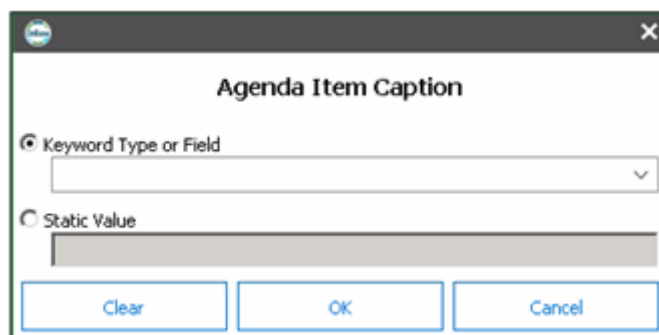 Agenda Item Caption
Keyword Type or Field
Static Value
Clear OK Cancel